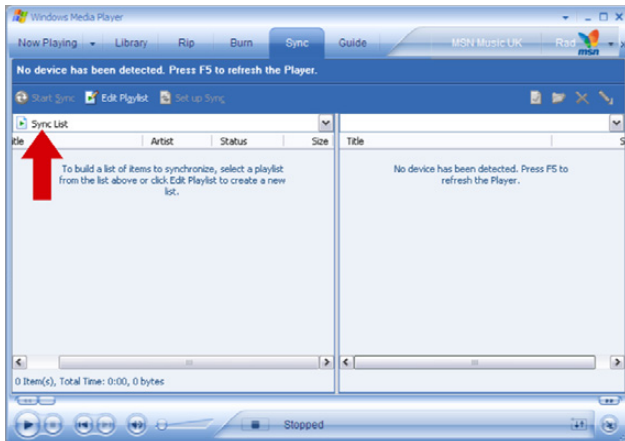 Windows Media Player
Now Playing Library Rip Burn Sync Guide MSN Music UK Rad
msn
No device has been detected. Press F5 to refresh the Player.
Start Sync Edit Playlist Set up Sync
Sync List
itle Artist Status Size Title S
To build a list of items to synchronize, select a playlist
from the list above or click Edit Playlist to create a new
list.
No device has been detected. Press F5 to
refresh the Player.
0 Item(s), Total Time: 0:00, 0 bytes
Stopped